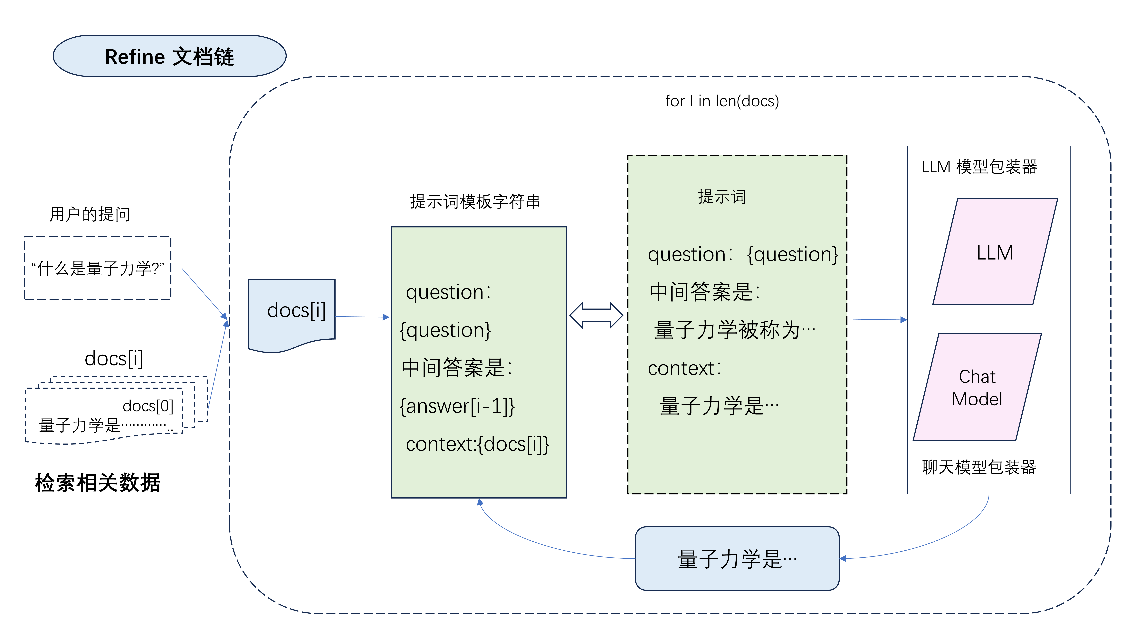 Refine 文档链
for l in len(docs)
用户的提问
“什么是量子力学?”
docs[i]
docs[0]
量子力学是…………..
检索相关数据
docs[i]
提示词模板字符串
question：
{question}
中间答案是：
{answer[i-1]}
context:{docs[i]}
提示词
question：{question}
中间答案是：
量子力学被称为…
context：
量子力学是…
LLM 模型包装器
LLM
Chat
Model
聊天模型包装器
量子力学是…